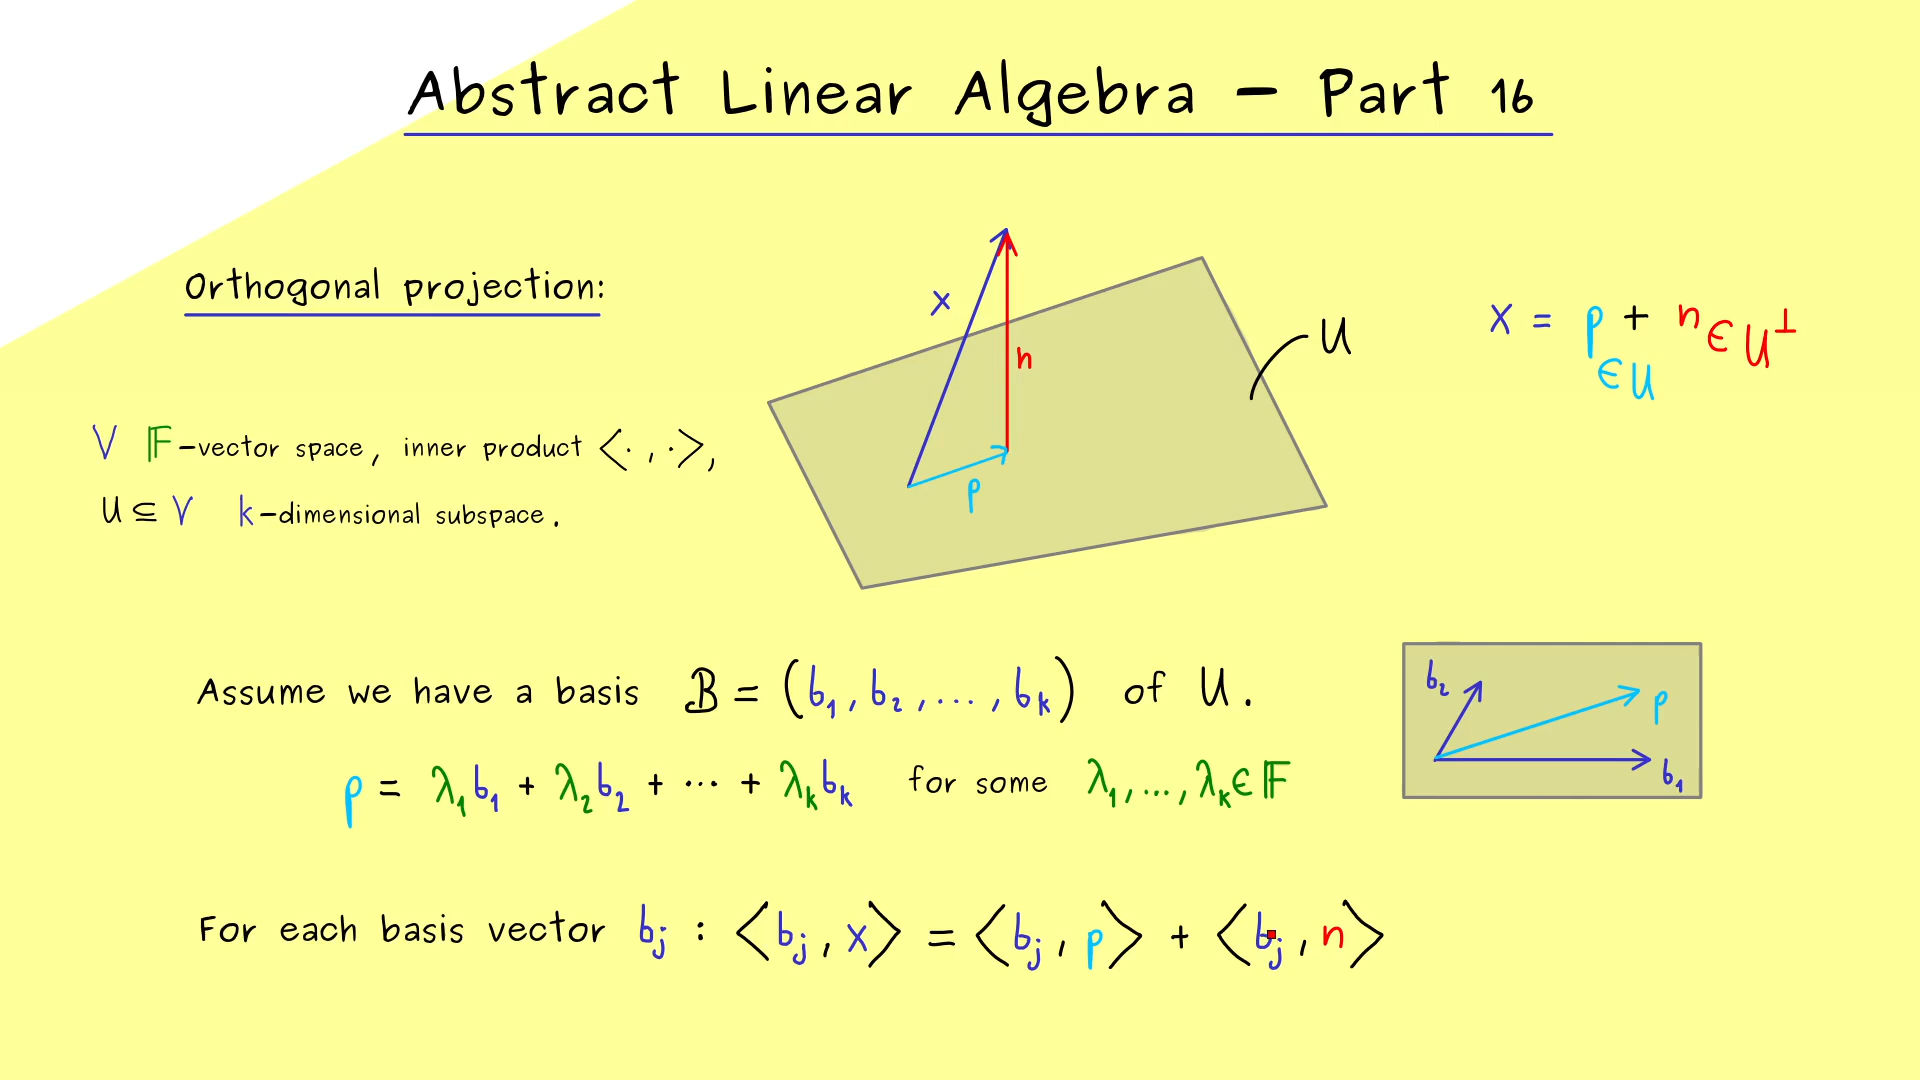 Abstract Linear Algebra – Part 16
Orthogonal projection:
x
n
p
U
x = p + n ∈ U⊥
∈ U
V 𝔽-vector space, inner product <·,·>,
U ⊆ V k-dimensional subspace.
Assume we have a basis ℬ = (b₁, b₂, ..., bₖ) of U.
b₂
p
b₁
p = λ₁b₁ + λ₂b₂ + ··· + λₖbₖ for some λ₁,...,λₖ ∈ 𝔽
For each basis vector bⱼ : <bⱼ, x> = <bⱼ, p> + <bⱼ, n>